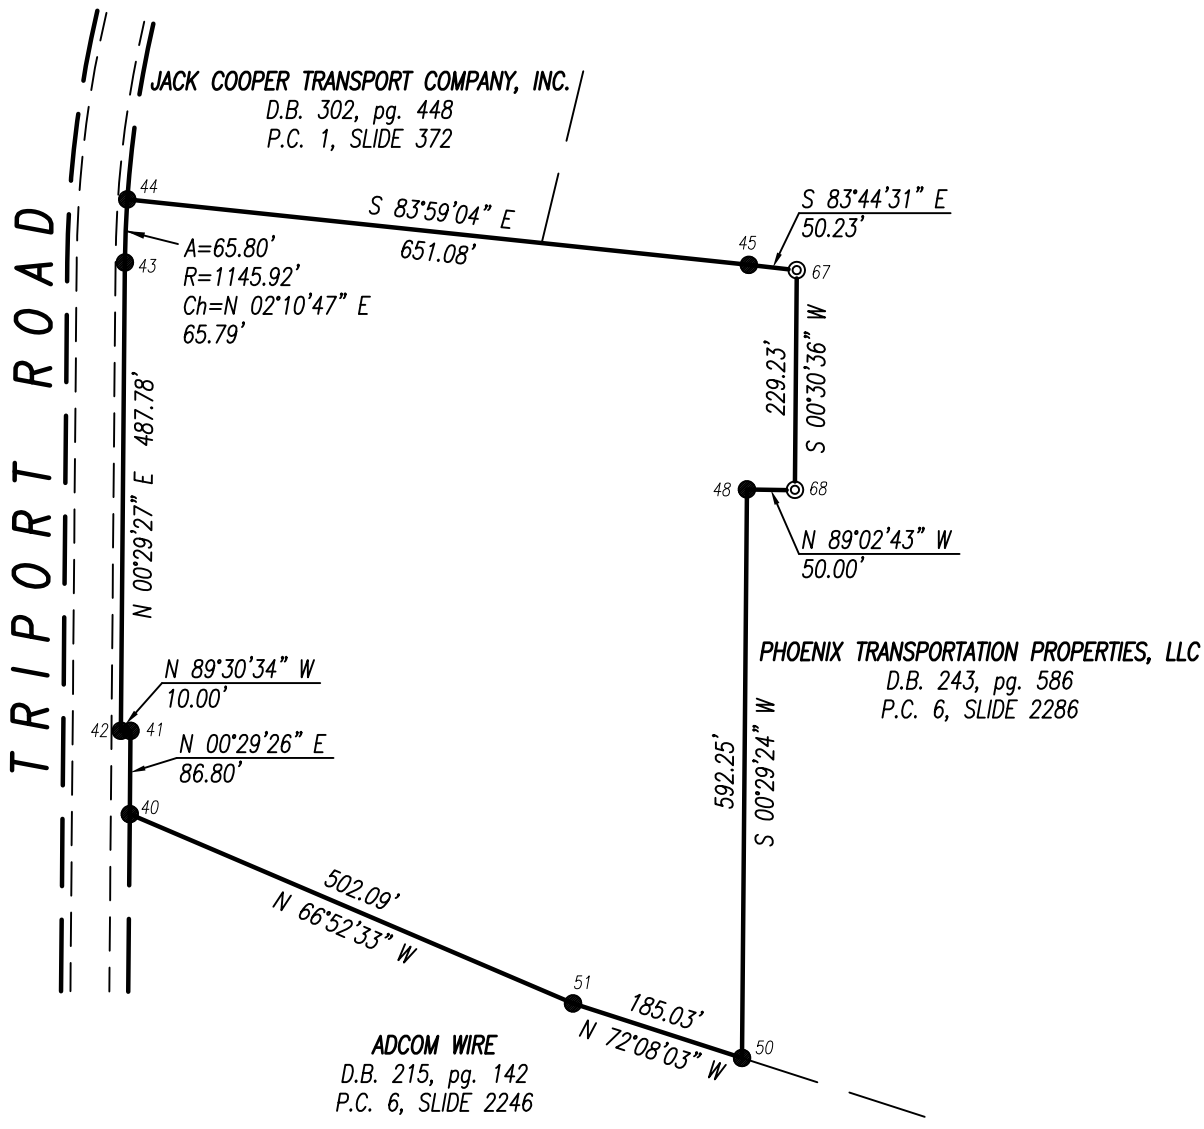 JACK COOPER TRANSPORT COMPANY, INC.
D.B. 302, pg. 448
P.C. 1, SLIDE 372
44
S 83°59'04" E
651.08'
45
S 83°44'31" E
50.23'
67
43
A=65.80'
R=1145.92'
Ch=N 02°10'47" E
65.79'
TRIPORT ROAD
N 00°29'27" E 487.78'
229.23'
S 00°30'36" W
48
68
N 89°02'43" W
50.00'
PHOENIX TRANSPORTATION PROPERTIES, LLC
D.B. 243, pg. 586
P.C. 6, SLIDE 2286
N 89°30'34" W
10.00'
42
41
N 00°29'26" E
86.80'
40
592.25'
S 00°29'24" W
502.09'
N 66°52'33" W
51
185.03'
N 72°08'03" W
50
ADCOM WIRE
D.B. 215, pg. 142
P.C. 6, SLIDE 2246